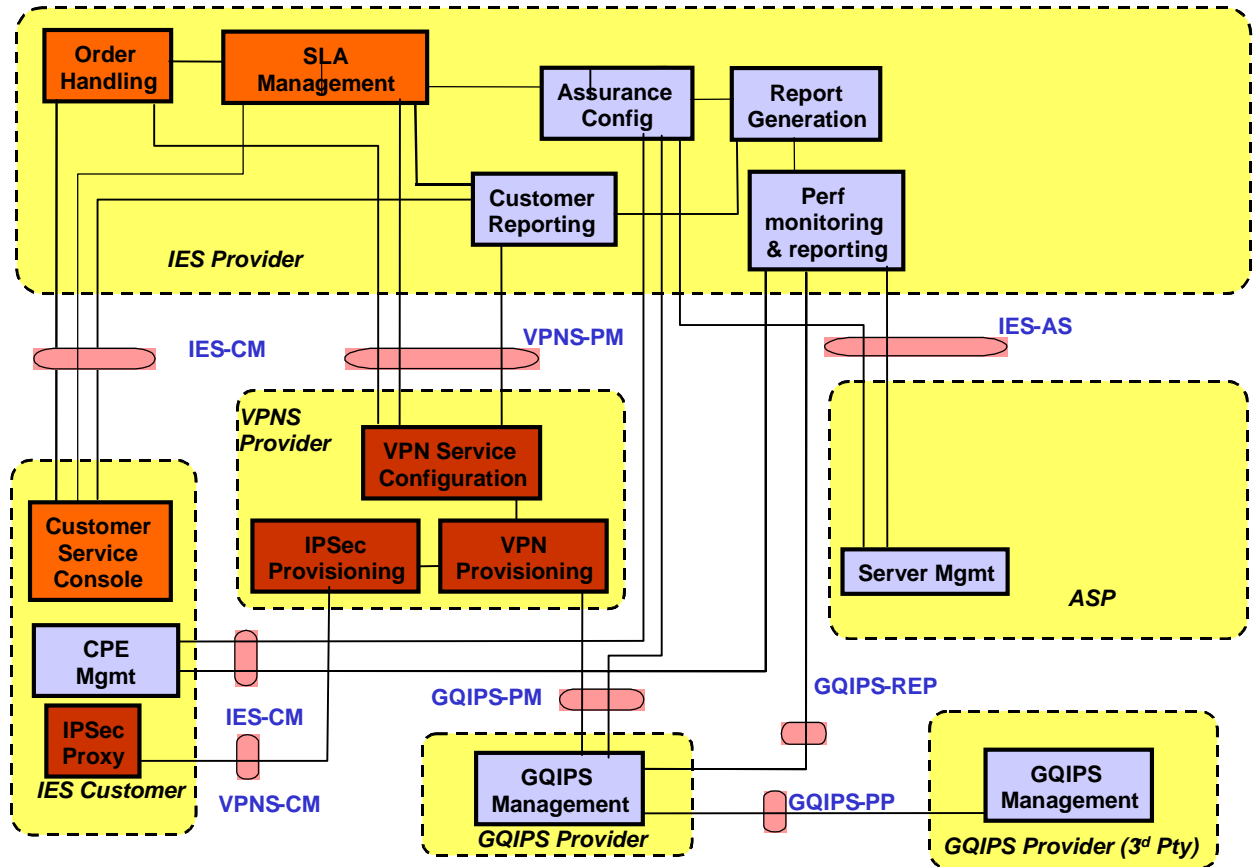 Order
Handling
SLA
Management
Assurance
Config
Report
Generation
Customer
Reporting
Perf
monitoring
& reporting
IES Provider
IES-CM
VPNS-PM
IES-AS
VPNS
Provider
VPN Service
Configuration
IPSec
Provisioning
VPN
Provisioning
Customer
Service
Console
Server Mgmt
ASP
CPE
Mgmt
IES-CM
IPSec
Proxy
IES Customer
VPNS-CM
GQIPS-PM
GQIPS-REP
GQIPS
Management
GQIPS Provider
GQIPS-PP
GQIPS
Management
GQIPS Provider (3rd Pty)